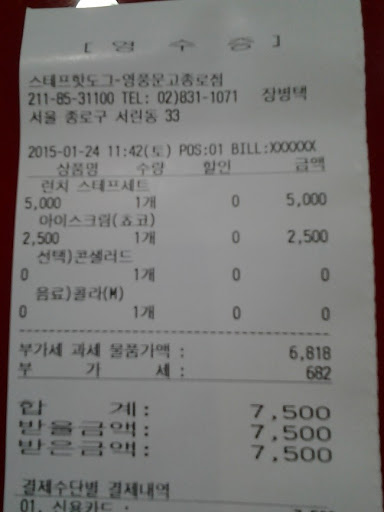 [ 영 수 증 ]
스테프핫도그-영풍문고종로점
211-85-31100 TEL: 02)831-1071 장병택
서울 종로구 서린동 33
2015-01-24 11:42(토) POS:01 BILL:XXXXXX
상품명 수량 할인 금액
런치 스테프세트
5,000 1개 0 5,000
아이스크림(쵸코)
2,500 1개 0 2,500
선택)콘샐러드
0 1개 0 0
음료)콜라(M)
0 1개 0 0
부가세 과세 물품가액 : 6,818
부 가 세 : 682
합 계: 7,500
받을금액: 7,500
받은금액: 7,500
결제수단별 결제내역
01. 신용카드 :